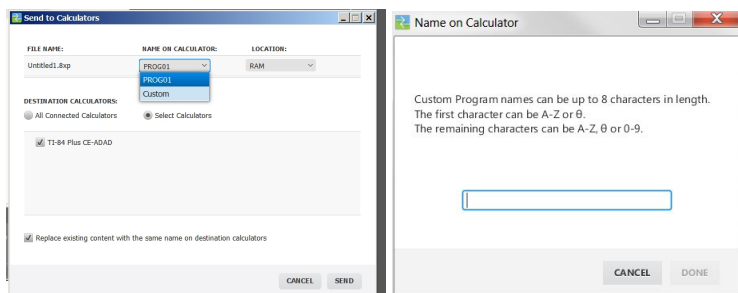 Send to Calculators
FILE NAME: NAME ON CALCULATOR: LOCATION:
Untitled1.8xp PROG01 RAM
PROG01
Custom
DESTINATION CALCULATORS:
All Connected Calculators Select Calculators
TI-84 Plus CE-ADAD
Replace existing content with the same name on destination calculators
CANCEL SEND
Name on Calculator
Custom Program names can be up to 8 characters in length.
The first character can be A-Z or θ.
The remaining characters can be A-Z, θ or 0-9.
CANCEL DONE